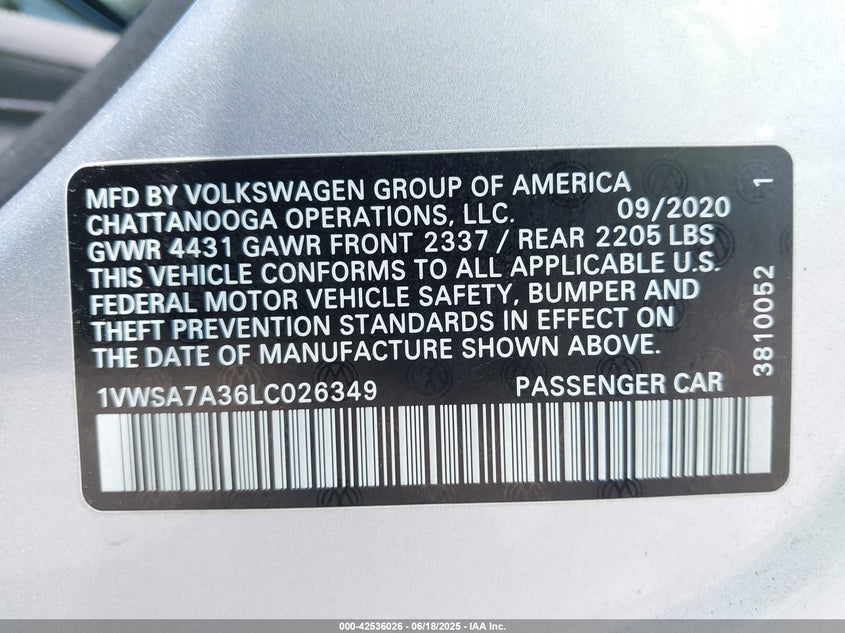 MFD BY VOLKSWAGEN GROUP OF AMERICA
CHATTANOOGA OPERATIONS, LLC. 09/2020
GVWR 4431 GAWR FRONT 2337 / REAR 2205 LBS
THIS VEHICLE CONFORMS TO ALL APPLICABLE U.S.
FEDERAL MOTOR VEHICLE SAFETY, BUMPER AND
THEFT PREVENTION STANDARDS IN EFFECT ON
THE DATE OF MANUFACTURE SHOWN ABOVE.
1VWSA7A36LC026349 PASSENGER CAR
3810052 1
000-42536026 - 06/18/2025 - IAA Inc.